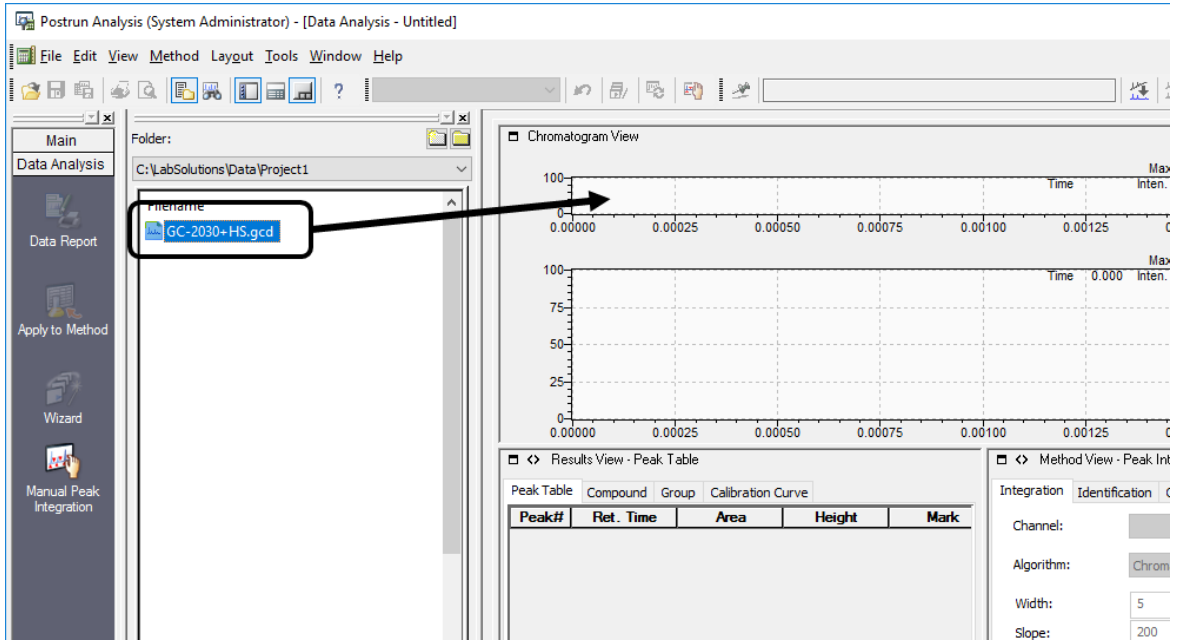 Postrun Analysis (System Administrator) - [Data Analysis - Untitled]
File Edit View Method Layout Tools Window Help
?
Main
Data Analysis
Data Report
Apply to Method
Wizard
Manual Peak
Integration
Folder:
C:\LabSolutions\Data\Project1
Filename
GC-2030+HS.gcd
Chromatogram View
Max
Time Inten.
100
0
0.00000 0.00025 0.00050 0.00075 0.00100 0.00125
Max
Time 0.000 Inten.
100
75
50
25
0
0.00000 0.00025 0.00050 0.00075 0.00100 0.00125
Results View - Peak Table
Peak Table Compound Group Calibration Curve
Peak# Ret. Time Area Height Mark
Method View - Peak Int
Integration Identification
Channel:
Algorithm: Chrom
Width: 5
Slope: 200